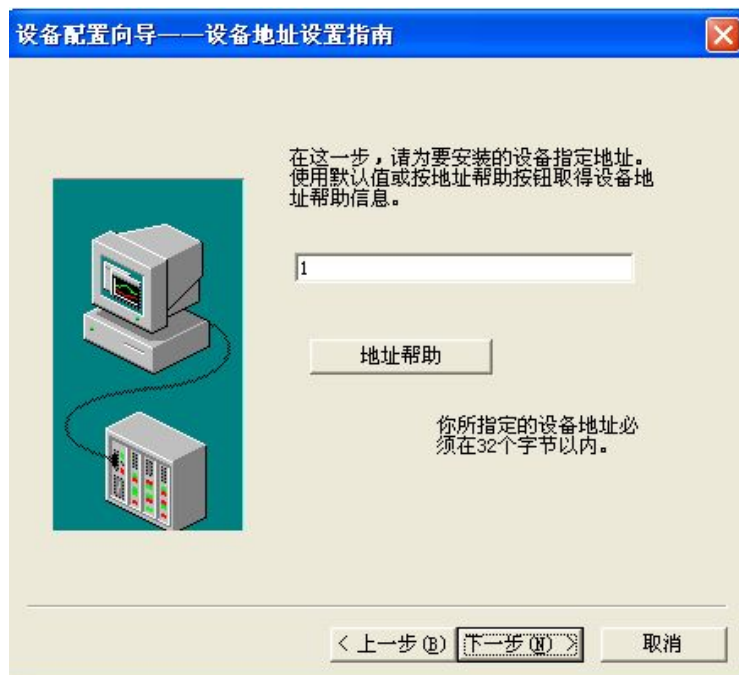 设备配置向导——设备地址设置指南
在这一步，请为要安装的设备指定地址。
使用默认值或按地址帮助按钮取得设备地
址帮助信息。
1
地址帮助
你所指定的设备地址必
须在32个字节以内。
< 上一步(B) 下一步(N) > 取消